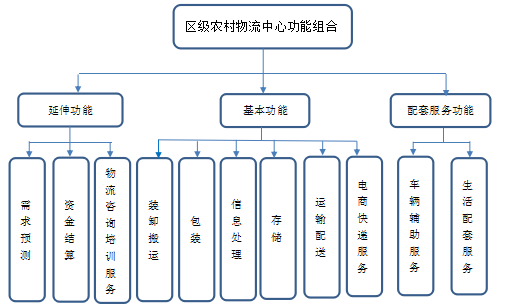 区级农村物流中心功能组合
延伸功能
基本功能
配套服务功能
需求预测
资金结算
物流咨询培训服务
装卸搬运
包装
信息处理
存储
运输配送
电商快递服务
车辆辅助服务
生活配套服务